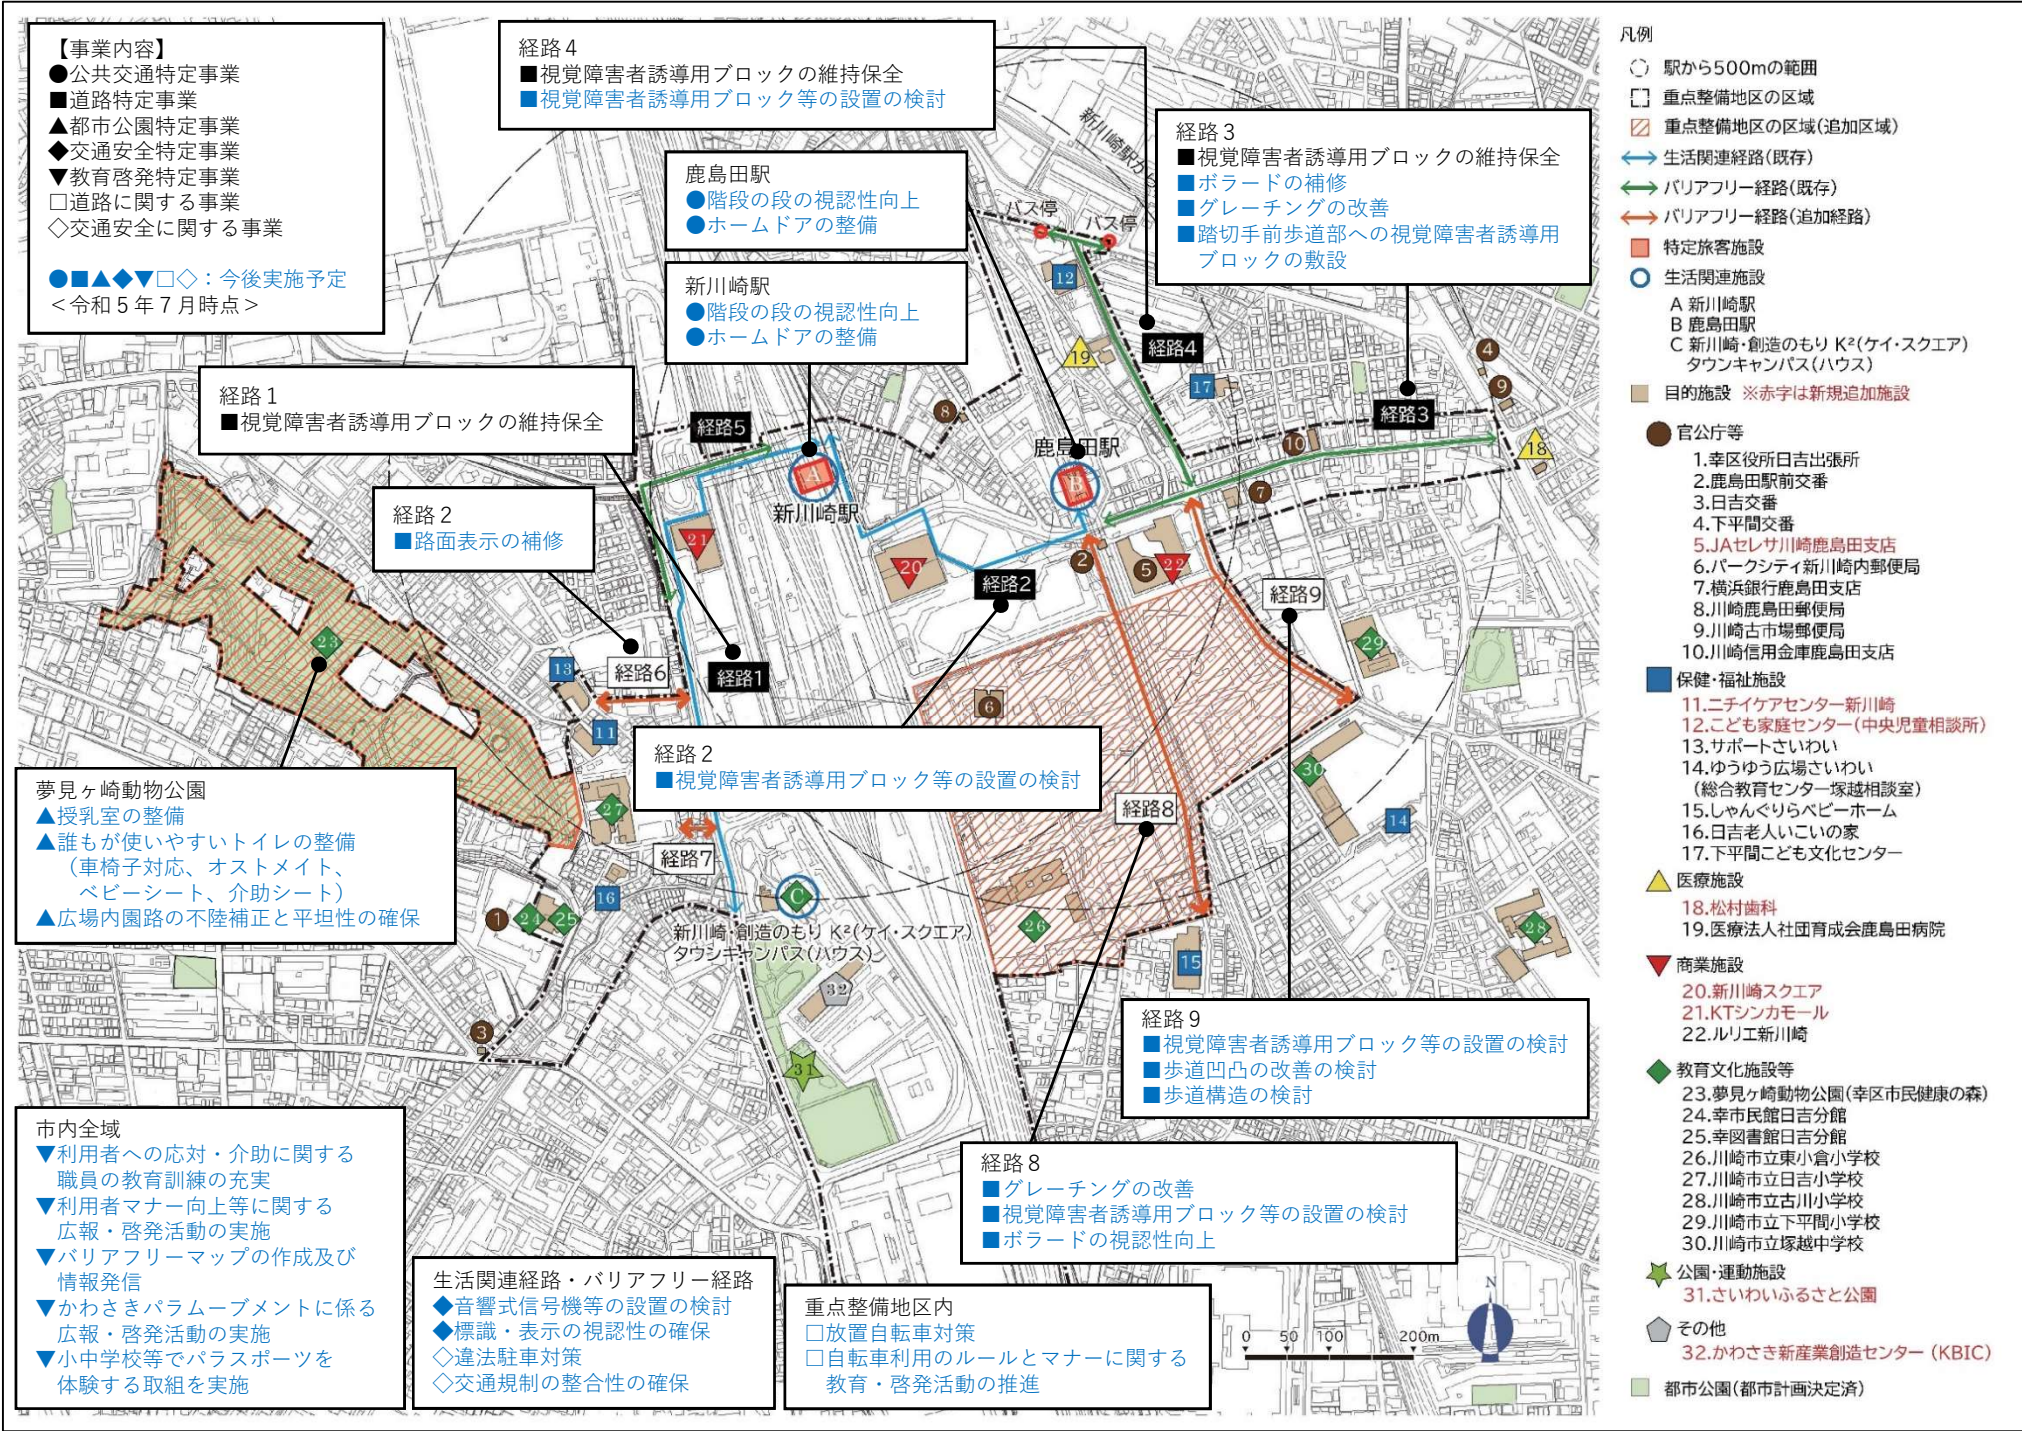 【事業内容】
●公共交通特定事業
■道路特定事業
▲都市公園特定事業
◆交通安全特定事業
▼教育啓発特定事業
□道路に関する事業
◇交通安全に関する事業
●■▲◆▼□◇：今後実施予定
＜令和５年７月時点＞
経路４
■視覚障害者誘導用ブロックの維持保全
■視覚障害者誘導用ブロック等の設置の検討
鹿島田駅
●階段の段の視認性向上
●ホームドアの整備
新川崎駅
●階段の段の視認性向上
●ホームドアの整備
経路３
■視覚障害者誘導用ブロックの維持保全
■ボラードの補修
■グレーチングの改善
■踏切手前歩道部への視覚障害者誘導用
ブロックの敷設
経路１
■視覚障害者誘導用ブロックの維持保全
経路２
■路面表示の補修
新川崎駅から
バス停
バス停
12
19
経路4
17
4
9
経路3
10
18
8
経路5
鹿島田駅
A
B
新川崎駅
7
21
20
2
5
22
経路2
経路9
29
23
13
経路6
経路1
11
6
30
経路２
■視覚障害者誘導用ブロック等の設置の検討
経路8
14
27
経路7
夢見ヶ崎動物公園
▲授乳室の整備
▲誰もが使いやすいトイレの整備
（車椅子対応、オストメイト、
ベビーシート、介助シート）
▲広場内園路の不陸補正と平坦性の確保
1
24
25
16
C
新川崎・創造のもり K²(ケイ・スクエア)
タウンキャンパス(ハウス)
26
28
15
32
3
31
経路９
■視覚障害者誘導用ブロック等の設置の検討
■歩道凹凸の改善の検討
■歩道構造の検討
経路８
■グレーチングの改善
■視覚障害者誘導用ブロック等の設置の検討
■ボラードの視認性向上
市内全域
▼利用者への応対・介助に関する
職員の教育訓練の充実
▼利用者マナー向上等に関する
広報・啓発活動の実施
▼バリアフリーマップの作成及び
情報発信
▼かわさきパラムーブメントに係る
広報・啓発活動の実施
▼小中学校等でパラスポーツを
体験する取組を実施
生活関連経路・バリアフリー経路
◆音響式信号機等の設置の検討
◆標識・表示の視認性の確保
◇違法駐車対策
◇交通規制の整合性の確保
重点整備地区内
□放置自転車対策
□自転車利用のルールとマナーに関する
教育・啓発活動の推進
N
0 50 100 200m
凡例
駅から500mの範囲
重点整備地区の区域
重点整備地区の区域(追加区域)
生活関連経路(既存)
バリアフリー経路(既存)
バリアフリー経路(追加経路)
特定旅客施設
生活関連施設
A 新川崎駅
B 鹿島田駅
C 新川崎・創造のもり K²(ケイ・スクエア)
タウンキャンパス(ハウス)
目的施設 ※赤字は新規追加施設
官公庁等
1.幸区役所日吉出張所
2.鹿島田駅前交番
3.日吉交番
4.下平間交番
5.JAセレサ川崎鹿島田支店
6.パークシティ新川崎内郵便局
7.横浜銀行鹿島田支店
8.川崎鹿島田郵便局
9.川崎古市場郵便局
10.川崎信用金庫鹿島田支店
保健・福祉施設
11.ニチイケアセンター新川崎
12.こども家庭センター(中央児童相談所)
13.サポートさいわい
14.ゆうゆう広場さいわい
(総合教育センター塚越相談室)
15.しゃんぐりらベビーホーム
16.日吉老人いこいの家
17.下平間こども文化センター
医療施設
18.松村歯科
19.医療法人社団育成会鹿島田病院
商業施設
20.新川崎スクエア
21.KTシンカモール
22.ルリエ新川崎
教育文化施設等
23.夢見ヶ崎動物公園(幸区市民健康の森)
24.幸市民館日吉分館
25.幸図書館日吉分館
26.川崎市立東小倉小学校
27.川崎市立日吉小学校
28.川崎市立古川小学校
29.川崎市立下平間小学校
30.川崎市立塚越中学校
公園・運動施設
31.さいわいふるさと公園
その他
32.かわさき新産業創造センター (KBIC)
都市公園(都市計画決定済)